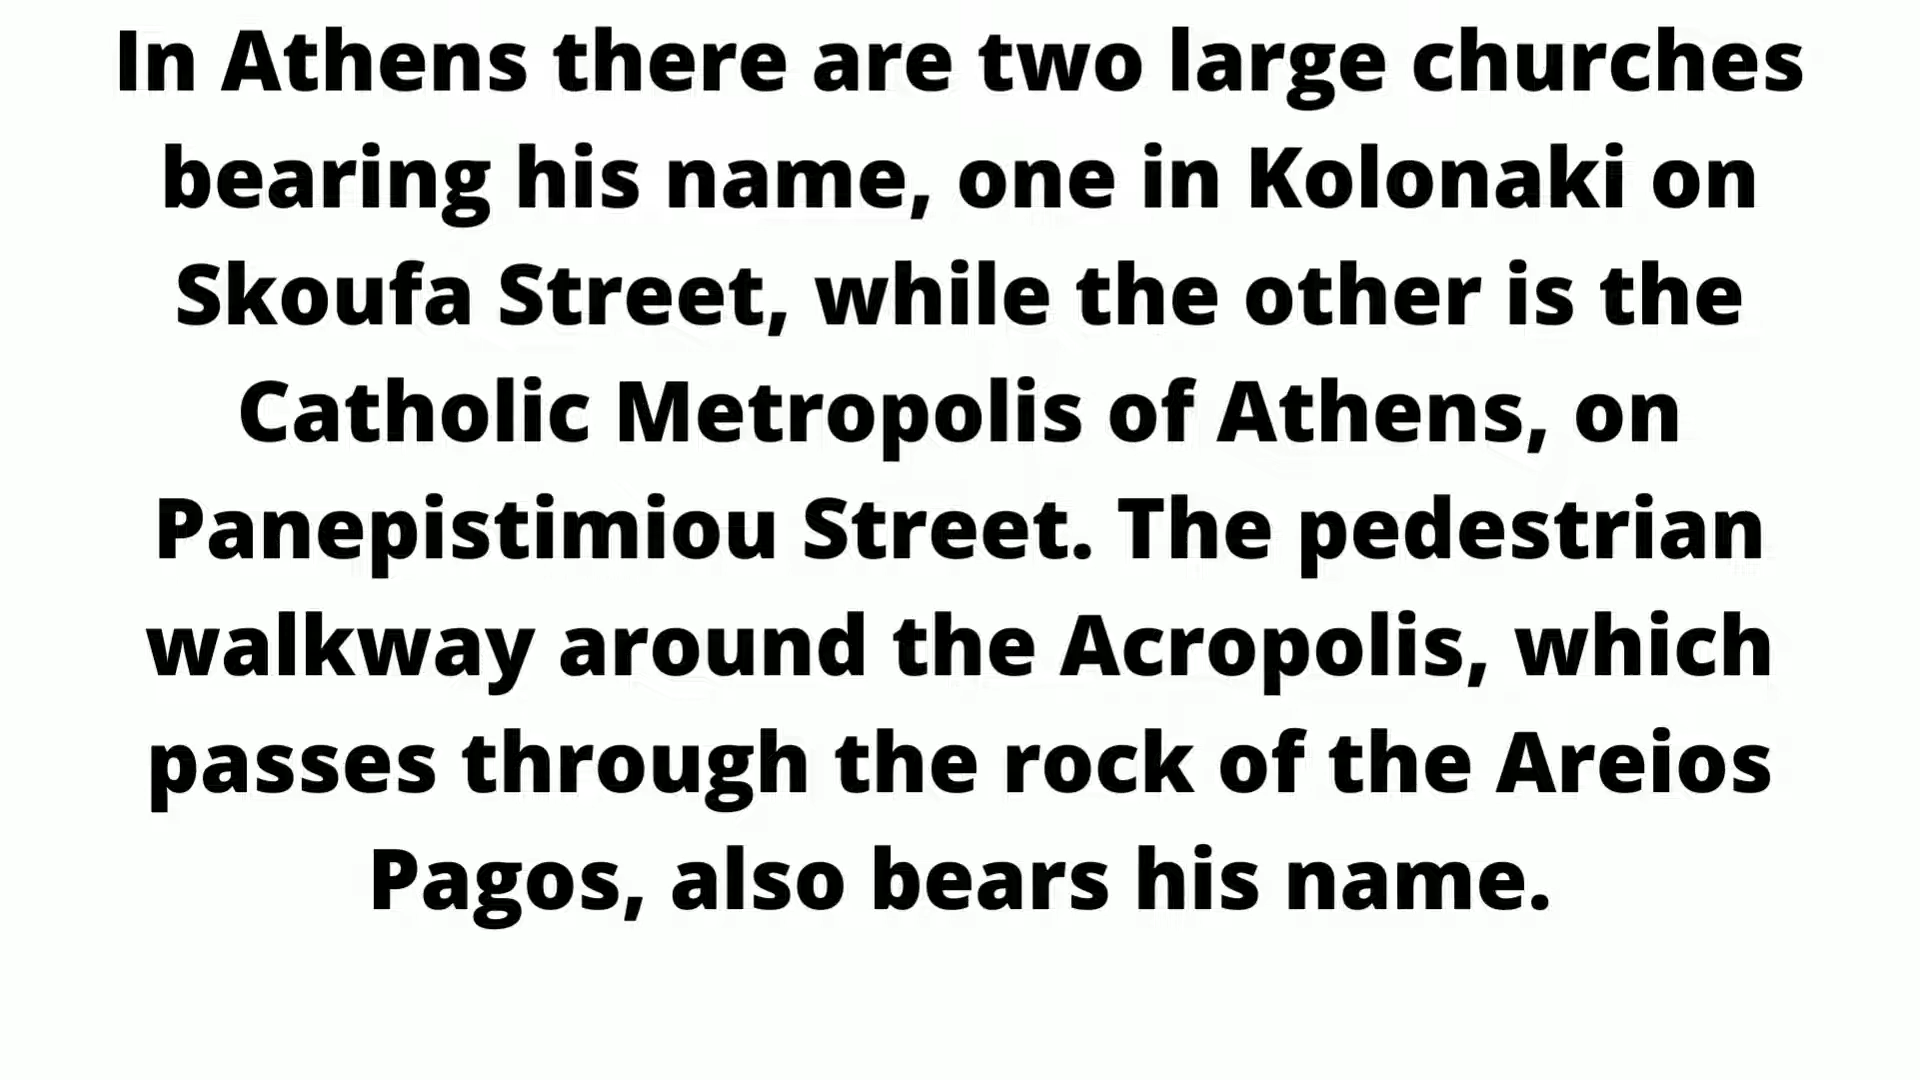 In Athens there are two large churches
bearing his name, one in Kolonaki on
Skoufa Street, while the other is the
Catholic Metropolis of Athens, on
Panepistimiou Street. The pedestrian
walkway around the Acropolis, which
passes through the rock of the Areios
Pagos, also bears his name.